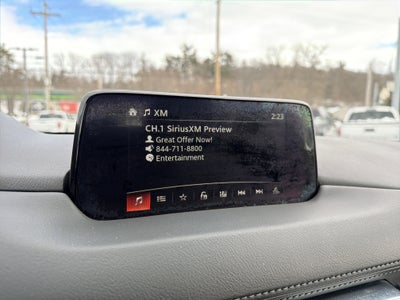 XM 2:23
CH.1 SiriusXM Preview
Great Offer Now!
844-711-8800
Entertainment